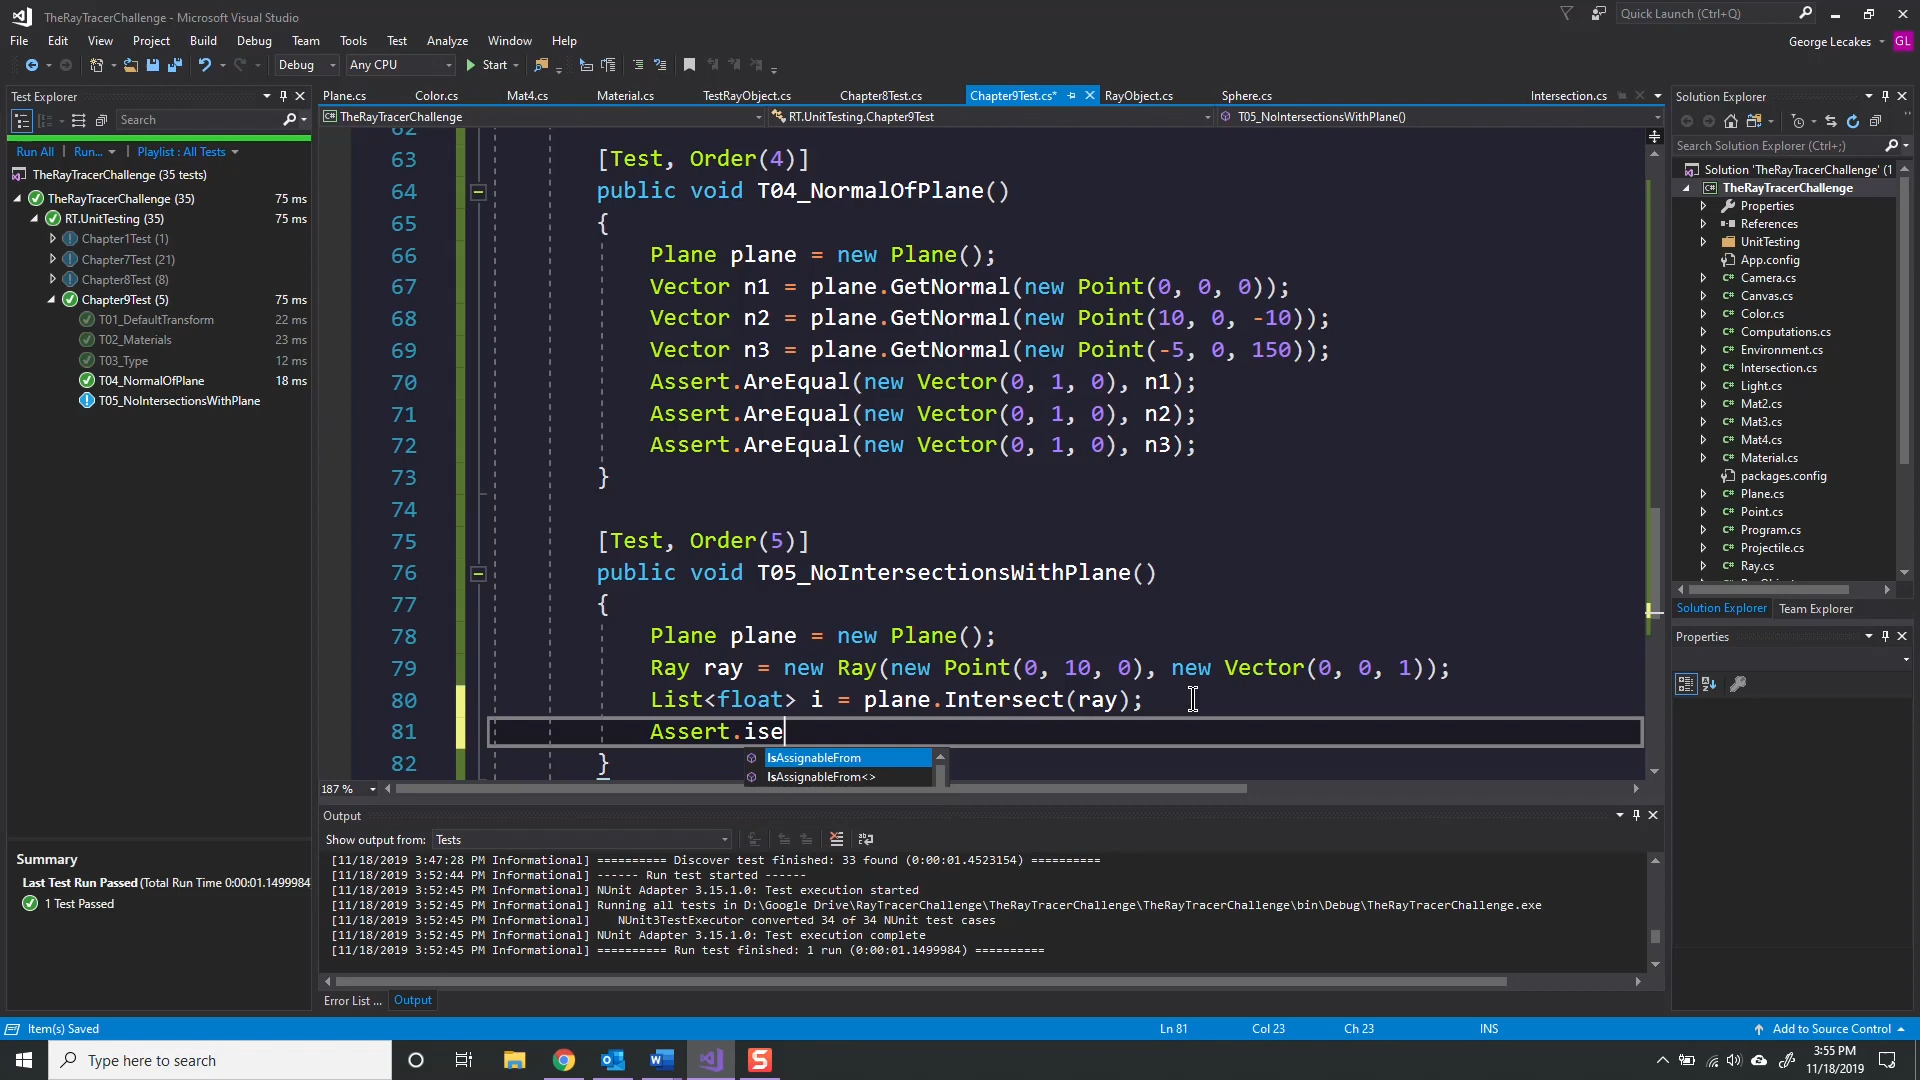 TheRayTracerChallenge - Microsoft Visual Studio
Quick Launch (Ctrl+Q)
File Edit View Project Build Debug Team Tools Test Analyze Window Help
George Lecakes GL
Debug Any CPU Start
Test Explorer
Search
Run All | Run... | Playlist : All Tests
TheRayTracerChallenge (35 tests)
TheRayTracerChallenge (35) 75 ms
RT.UnitTesting (35) 75 ms
Chapter1Test (1)
Chapter7Test (21)
Chapter8Test (8)
Chapter9Test (5) 75 ms
T01_DefaultTransform 22 ms
T02_Materials 23 ms
T03_Type 12 ms
T04_NormalOfPlane 18 ms
T05_NoIntersectionsWithPlane
Summary
Last Test Run Passed (Total Run Time 0:00:01.1499984
1 Test Passed
Plane.cs Color.cs Mat4.cs Material.cs TestRayObject.cs Chapter8Test.cs Chapter9Test.cs* RayObject.cs Sphere.cs Intersection.cs
TheRayTracerChallenge RT.UnitTesting.Chapter9Test T05_NoIntersectionsWithPlane()
62
63 [Test, Order(4)]
64 public void T04_NormalOfPlane()
65 {
66 Plane plane = new Plane();
67 Vector n1 = plane.GetNormal(new Point(0, 0, 0));
68 Vector n2 = plane.GetNormal(new Point(10, 0, -10));
69 Vector n3 = plane.GetNormal(new Point(-5, 0, 150));
70 Assert.AreEqual(new Vector(0, 1, 0), n1);
71 Assert.AreEqual(new Vector(0, 1, 0), n2);
72 Assert.AreEqual(new Vector(0, 1, 0), n3);
73 }
74
75 [Test, Order(5)]
76 public void T05_NoIntersectionsWithPlane()
77 {
78 Plane plane = new Plane();
79 Ray ray = new Ray(new Point(0, 10, 0), new Vector(0, 0, 1));
80 List<float> i = plane.Intersect(ray);
81 Assert.ise
82 }
IsAssignableFrom
IsAssignableFrom<>
187 %
Output
Show output from: Tests
[11/18/2019 3:47:28 PM Informational] ========== Discover test finished: 33 found (0:00:01.4523154) ==========
[11/18/2019 3:52:44 PM Informational] ------ Run test started ------
[11/18/2019 3:52:45 PM Informational] NUnit Adapter 3.15.1.0: Test execution started
[11/18/2019 3:52:45 PM Informational] Running all tests in D:\Google Drive\RayTracerChallenge\TheRayTracerChallenge\TheRayTracerChallenge\bin\Debug\TheRayTracerChallenge.exe
[11/18/2019 3:52:45 PM Informational] NUnit3TestExecutor converted 34 of 34 NUnit test cases
[11/18/2019 3:52:45 PM Informational] NUnit Adapter 3.15.1.0: Test execution complete
[11/18/2019 3:52:45 PM Informational] ========== Run test finished: 1 run (0:00:01.1499984) ==========
Error List ... Output
Solution Explorer
Search Solution Explorer (Ctrl+;)
Solution 'TheRayTracerChallenge' (1
TheRayTracerChallenge
Properties
References
UnitTesting
App.config
Camera.cs
Canvas.cs
Color.cs
Computations.cs
Environment.cs
Intersection.cs
Light.cs
Mat2.cs
Mat3.cs
Mat4.cs
Material.cs
packages.config
Plane.cs
Point.cs
Program.cs
Projectile.cs
Ray.cs
Solution Explorer Team Explorer
Properties
Item(s) Saved Ln 81 Col 23 Ch 23 INS Add to Source Control
Type here to search
3:55 PM
11/18/2019